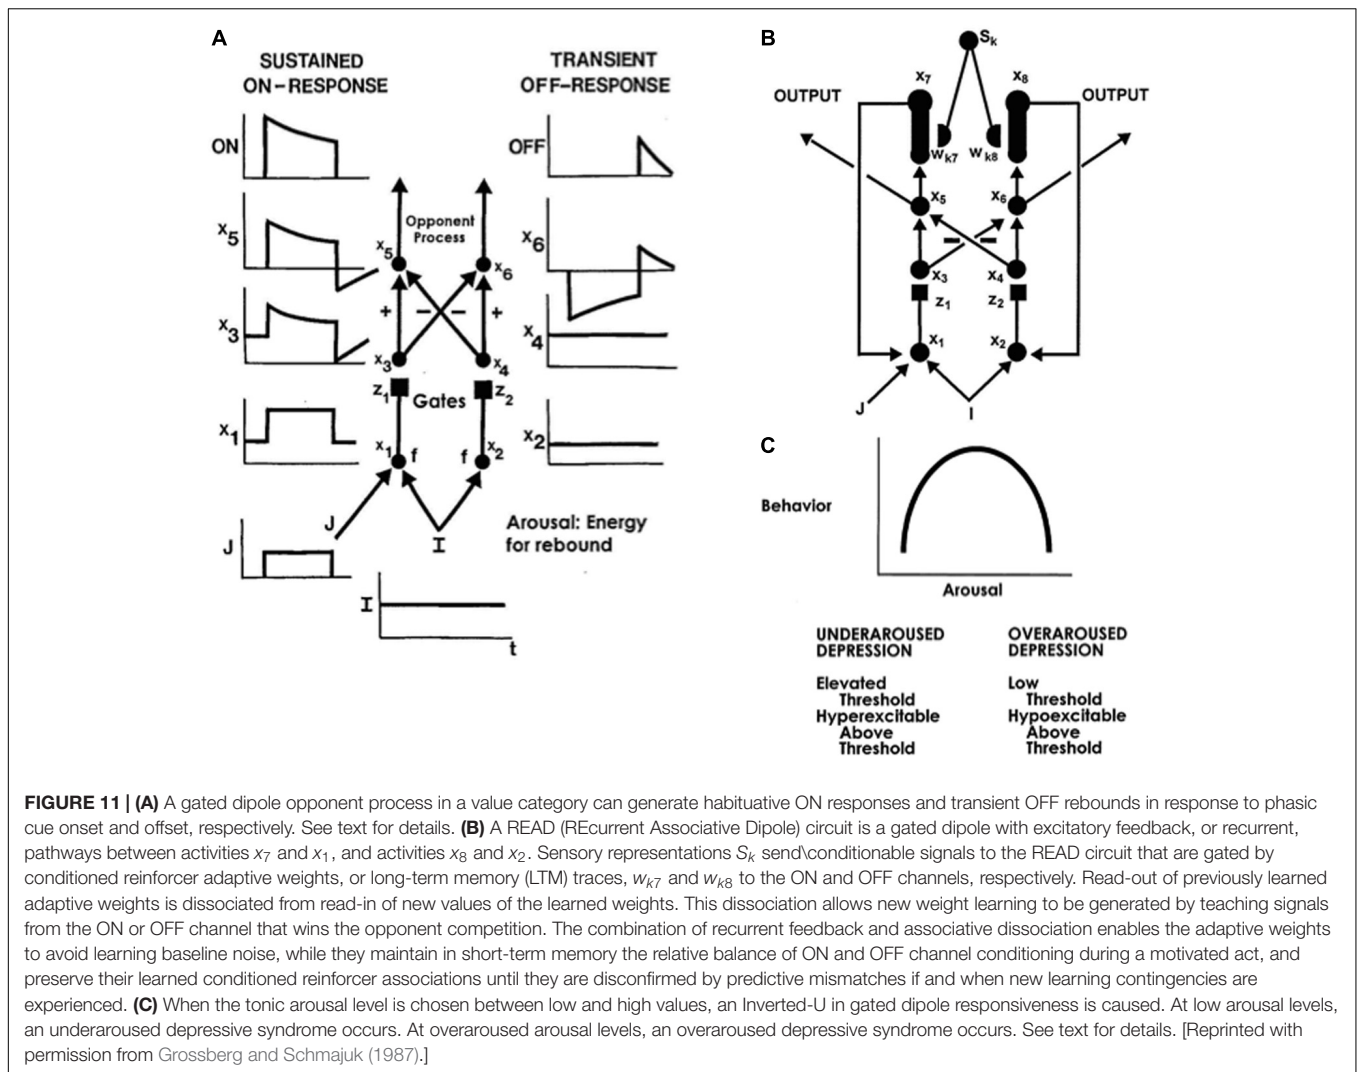 A
SUSTAINED
ON–RESPONSE
TRANSIENT
OFF–RESPONSE
ON
OFF
x5
x6
Opponent
Process
x5
x6
x3
x4
+
−
−
+
x3
x4
z1
Gates
z2
x1
x2
x1
f
f
x2
J
I
Arousal: Energy
for rebound
J
I
t
B
Sk
x7
x8
OUTPUT
OUTPUT
wk7
wk8
x5
x6
−
−
x3
x4
z1
z2
x1
x2
J
I
C
Behavior
Arousal
UNDERAROUSED
DEPRESSION
Elevated
Threshold
Hyperexcitable
Above
Threshold
OVERAROUSED
DEPRESSION
Low
Threshold
Hypoexcitable
Above
Threshold
FIGURE 11 | (A) A gated dipole opponent process in a value category can generate habituative ON responses and transient OFF rebounds in response to phasic
cue onset and offset, respectively. See text for details. (B) A READ (REcurrent Associative Dipole) circuit is a gated dipole with excitatory feedback, or recurrent,
pathways between activities x7 and x1, and activities x8 and x2. Sensory representations Sk send\conditionable signals to the READ circuit that are gated by
conditioned reinforcer adaptive weights, or long-term memory (LTM) traces, wk7 and wk8 to the ON and OFF channels, respectively. Read-out of previously learned
adaptive weights is dissociated from read-in of new values of the learned weights. This dissociation allows new weight learning to be generated by teaching signals
from the ON or OFF channel that wins the opponent competition. The combination of recurrent feedback and associative dissociation enables the adaptive weights
to avoid learning baseline noise, while they maintain in short-term memory the relative balance of ON and OFF channel conditioning during a motivated act, and
preserve their learned conditioned reinforcer associations until they are disconfirmed by predictive mismatches if and when new learning contingencies are
experienced. (C) When the tonic arousal level is chosen between low and high values, an Inverted-U in gated dipole responsiveness is caused. At low arousal levels,
an underaroused depressive syndrome occurs. At overaroused arousal levels, an overaroused depressive syndrome occurs. See text for details. [Reprinted with
permission from Grossberg and Schmajuk (1987).]